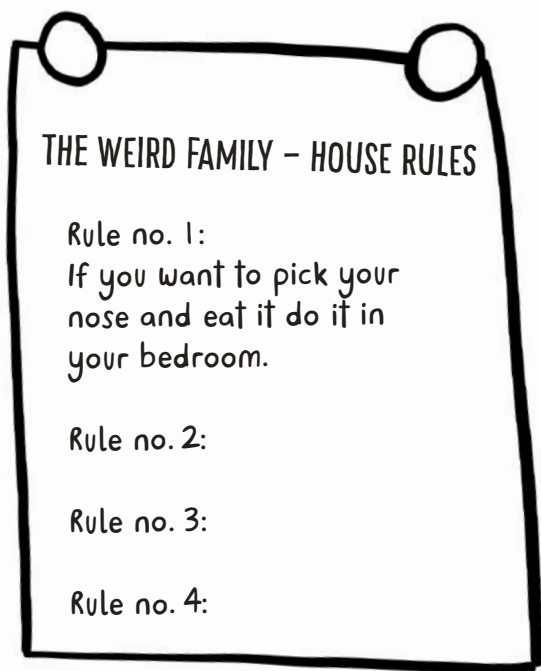 THE WEIRD FAMILY – HOUSE RULES
Rule no. 1:
If you want to pick your
nose and eat it do it in
your bedroom.
Rule no. 2:
Rule no. 3:
Rule no. 4: